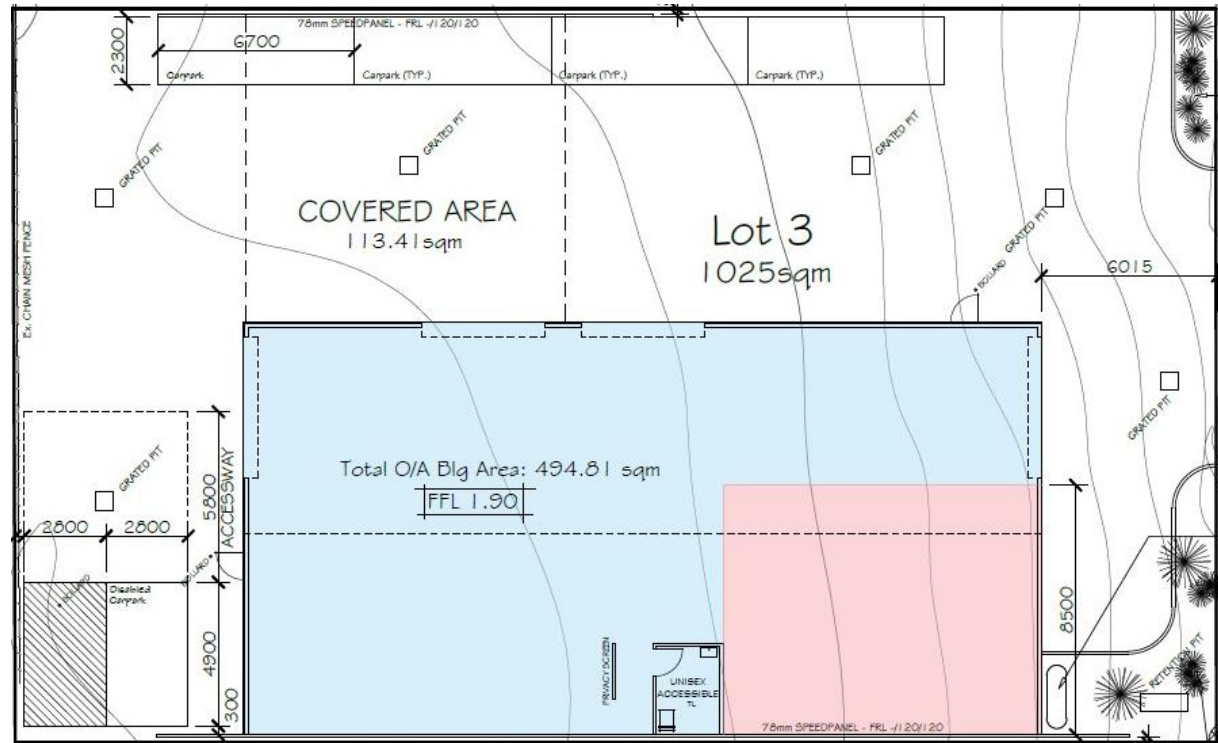 78mm SPEEDPANEL - FRL -/120/120
2300
6700
Carpark
Carpark (TYP.)
Carpark (TYP.)
Carpark (TYP.)
GRATED PIT
GRATED PIT
GRATED PIT
GRATED PIT
BOLLARD
COVERED AREA
113.41sqm
Lot 3
1025sqm
6015
Ex. CHAIN MESH FENCE
GRATED PIT
Total O/A Blg Area: 494.81 sqm
FFL 1.90
GRATED PIT
5800
ACCESSWAY
2800
2800
BOLLARD
BOLLARD
Disabled
Carpark
4900
300
PRIVACY SCREEN
UNISEX
ACCESSIBLE
TL
8500
RETENTION PIT
78mm SPEEDPANEL - FRL -/120/120